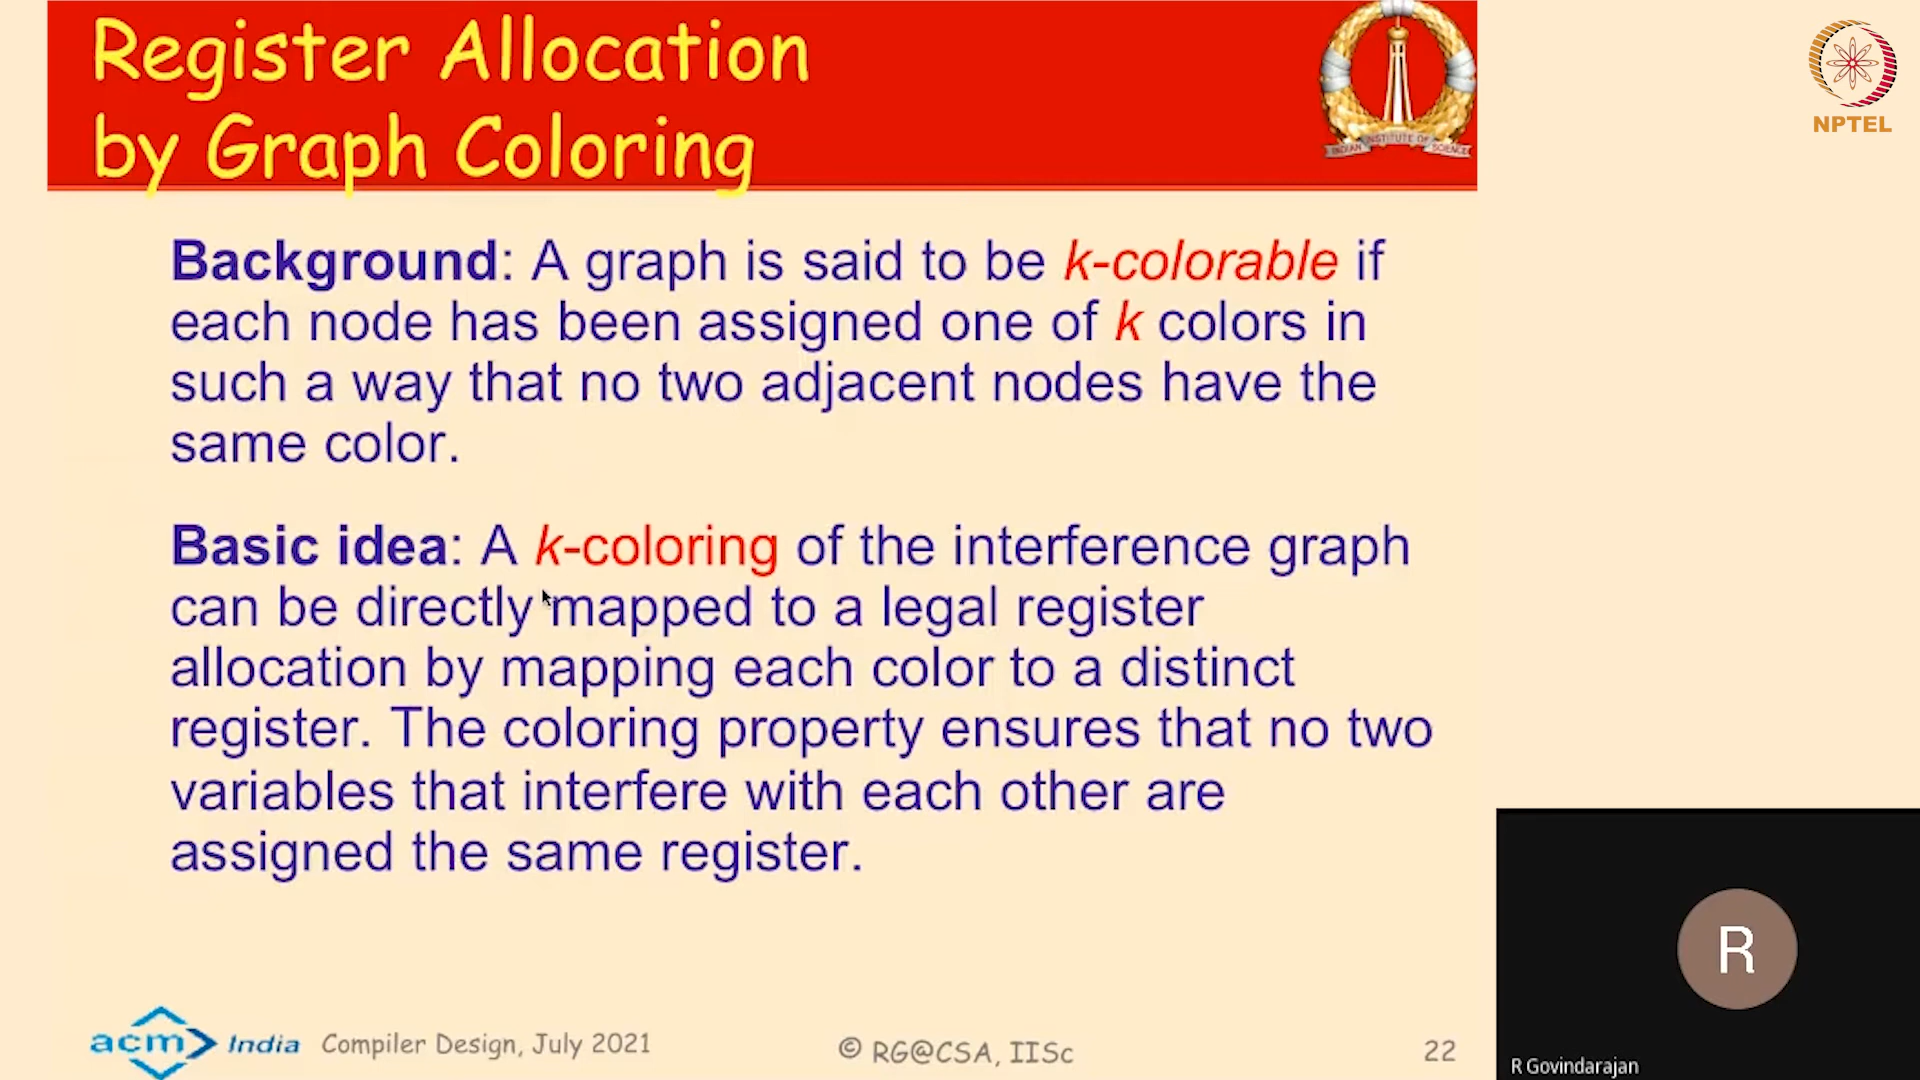 Register Allocation
by Graph Coloring
INDIAN INSTITUTE OF SCIENCE
NPTEL
Background: A graph is said to be k-colorable if
each node has been assigned one of k colors in
such a way that no two adjacent nodes have the
same color.
Basic idea: A k-coloring of the interference graph
can be directly mapped to a legal register
allocation by mapping each color to a distinct
register. The coloring property ensures that no two
variables that interfere with each other are
assigned the same register.
acm India Compiler Design, July 2021
© RG@CSA, IISc
22
R
R Govindarajan